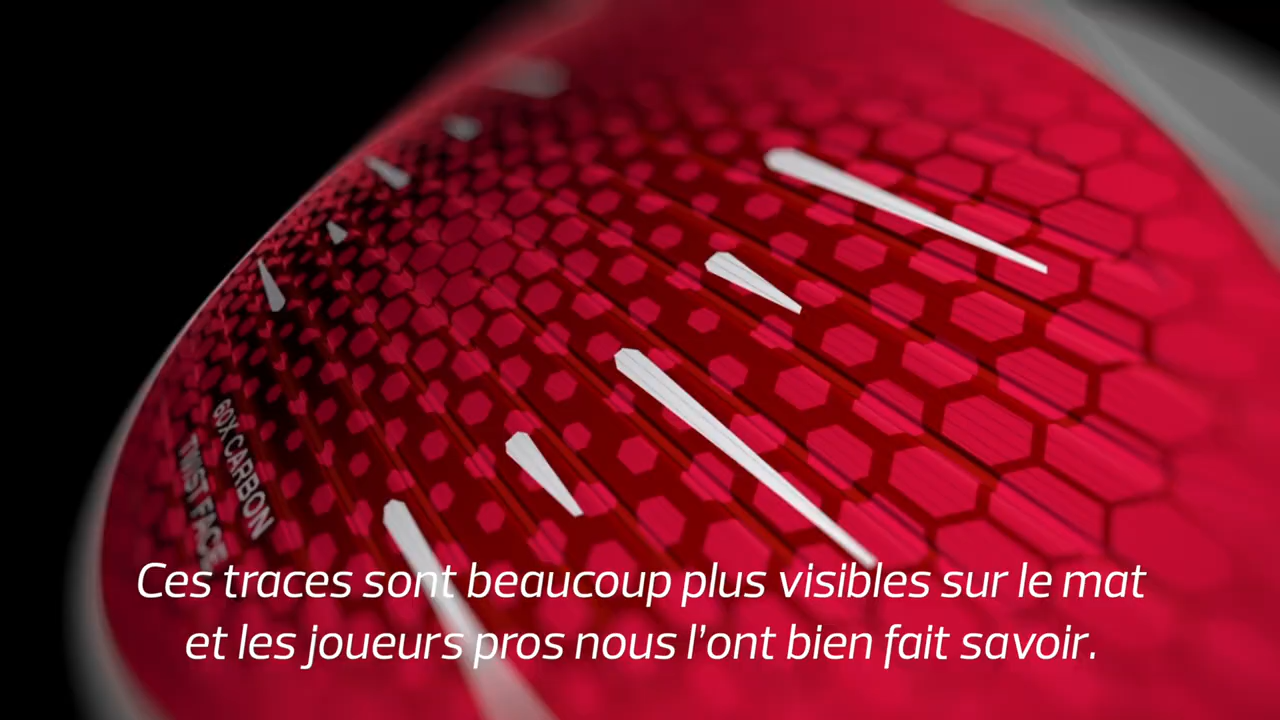 60X CARBON
TWIST FACE
Ces traces sont beaucoup plus visibles sur le mat
et les joueurs pros nous l’ont bien fait savoir.